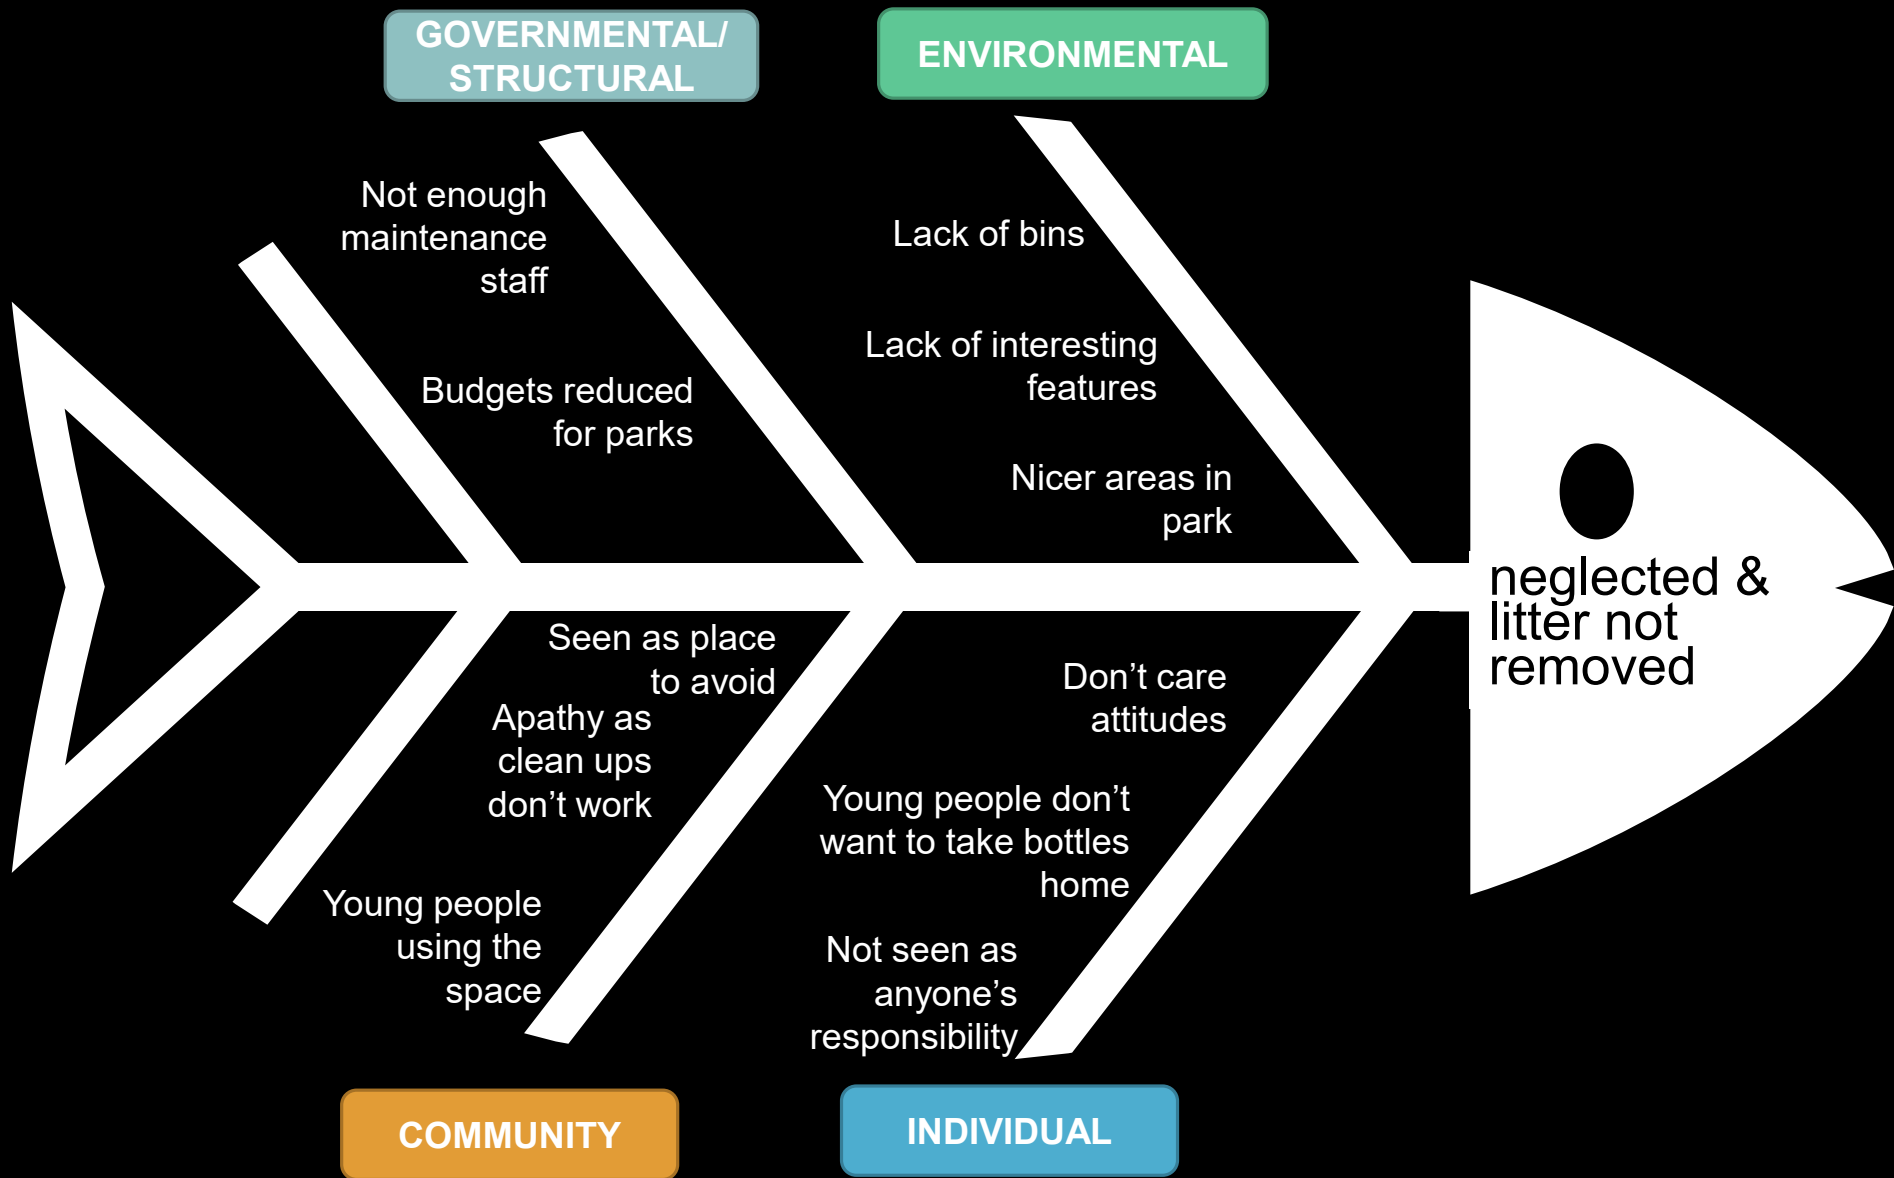 GOVERNMENTAL/
STRUCTURAL
ENVIRONMENTAL
Not enough
maintenance
staff
Budgets reduced
for parks
Lack of bins
Lack of interesting
features
Nicer areas in
park
neglected &
litter not
removed
Seen as place
to avoid
Apathy as
clean ups
don’t work
Young people
using the
space
Don’t care
attitudes
Young people don’t
want to take bottles
home
Not seen as
anyone’s
responsibility
COMMUNITY
INDIVIDUAL